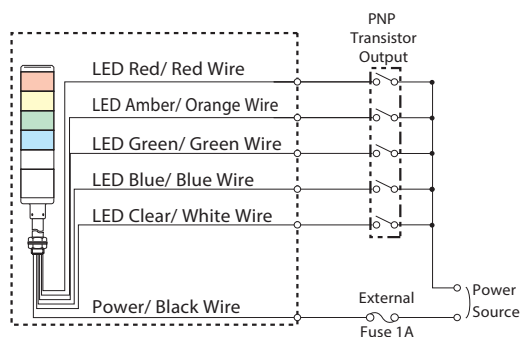 PNP
Transistor
Output
LED Red/ Red Wire
LED Amber/ Orange Wire
LED Green/ Green Wire
LED Blue/ Blue Wire
LED Clear/ White Wire
Power/ Black Wire
External
Fuse 1A
Power
Source